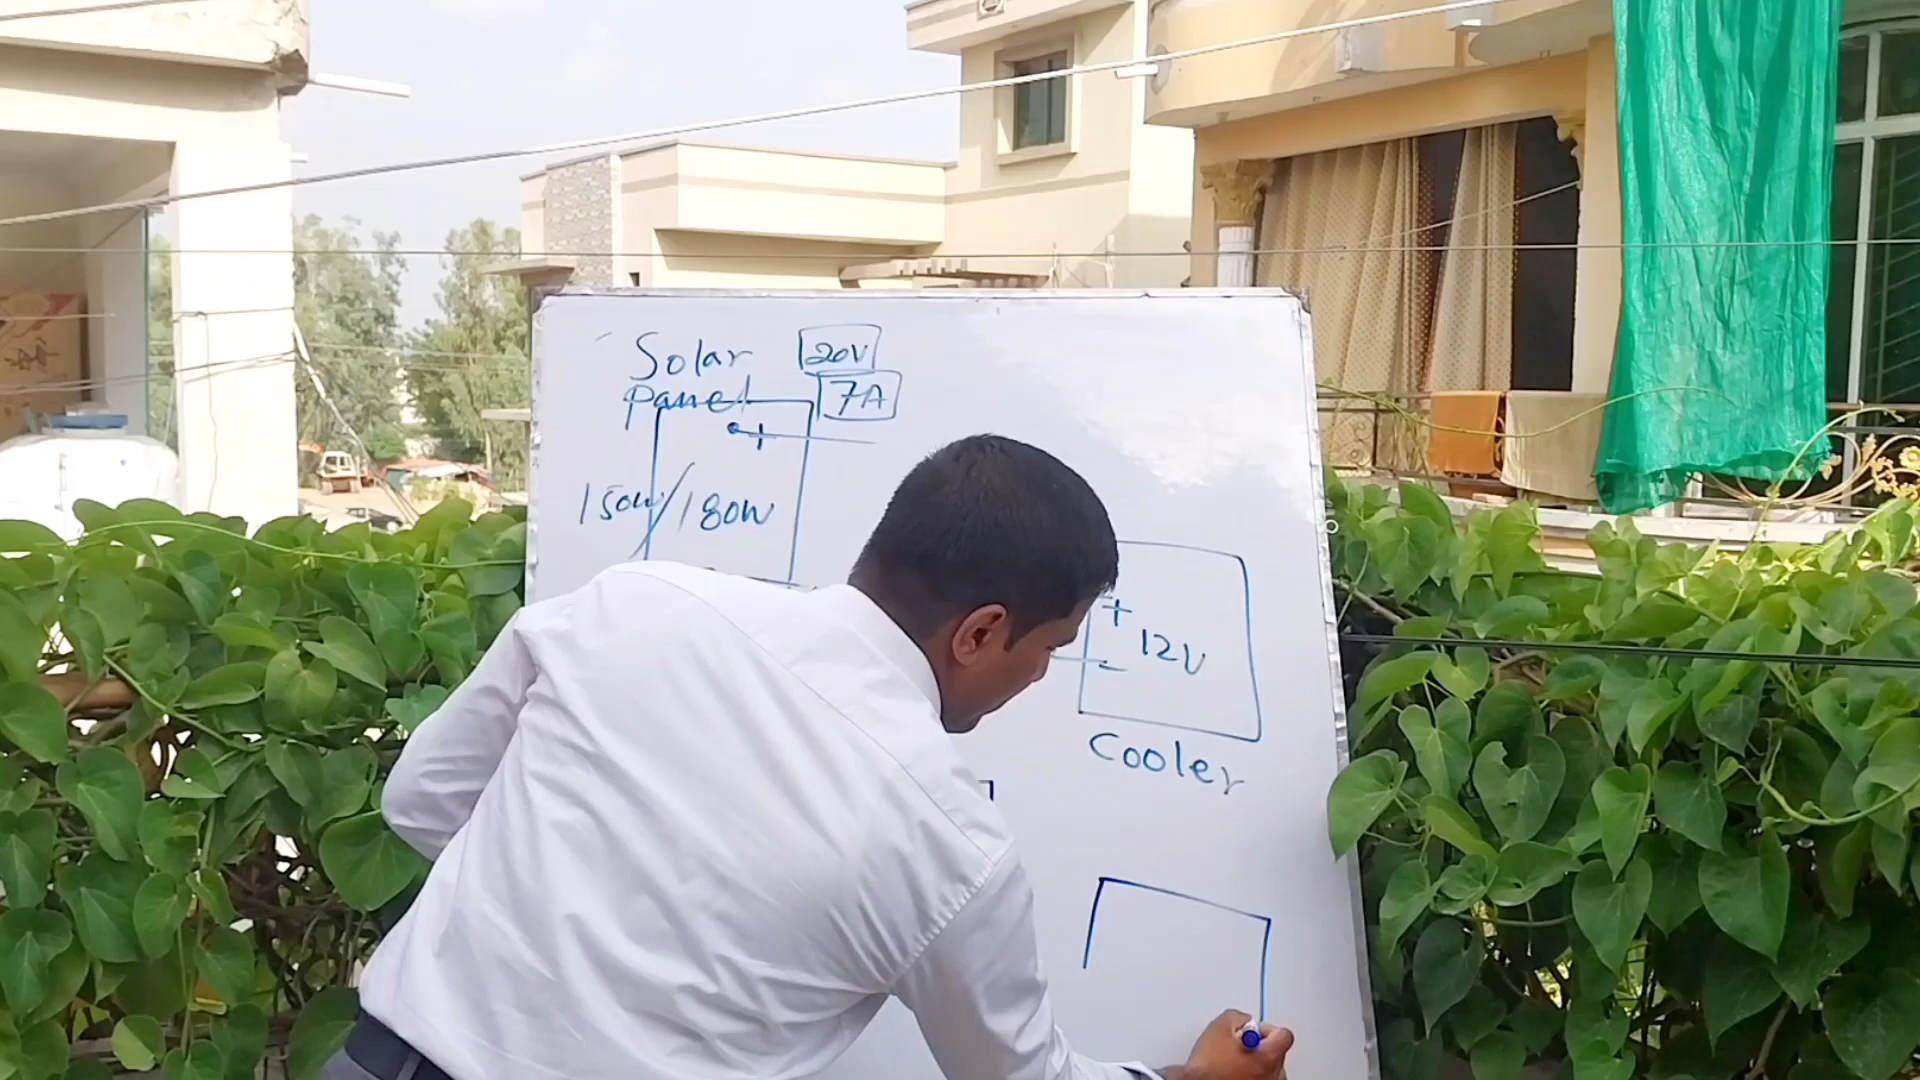 Solar 20V
Panel 7A
+
150W/180W
+
12V
-
Cooler